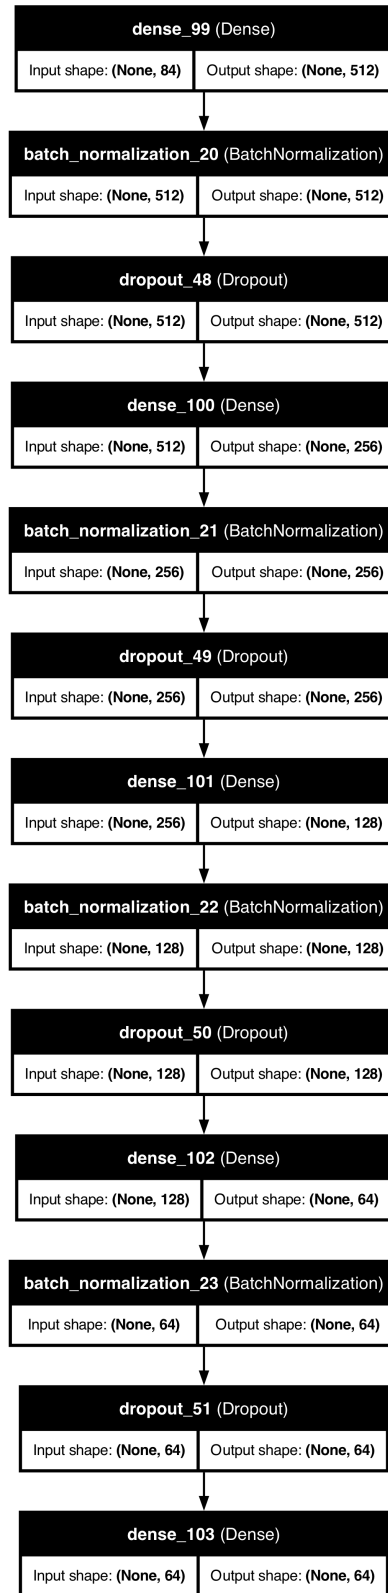 dense_99 (Dense)
Input shape: (None, 84) Output shape: (None, 512)
batch_normalization_20 (BatchNormalization)
Input shape: (None, 512) Output shape: (None, 512)
dropout_48 (Dropout)
Input shape: (None, 512) Output shape: (None, 512)
dense_100 (Dense)
Input shape: (None, 512) Output shape: (None, 256)
batch_normalization_21 (BatchNormalization)
Input shape: (None, 256) Output shape: (None, 256)
dropout_49 (Dropout)
Input shape: (None, 256) Output shape: (None, 256)
dense_101 (Dense)
Input shape: (None, 256) Output shape: (None, 128)
batch_normalization_22 (BatchNormalization)
Input shape: (None, 128) Output shape: (None, 128)
dropout_50 (Dropout)
Input shape: (None, 128) Output shape: (None, 128)
dense_102 (Dense)
Input shape: (None, 128) Output shape: (None, 64)
batch_normalization_23 (BatchNormalization)
Input shape: (None, 64) Output shape: (None, 64)
dropout_51 (Dropout)
Input shape: (None, 64) Output shape: (None, 64)
dense_103 (Dense)
Input shape: (None, 64) Output shape: (None, 64)